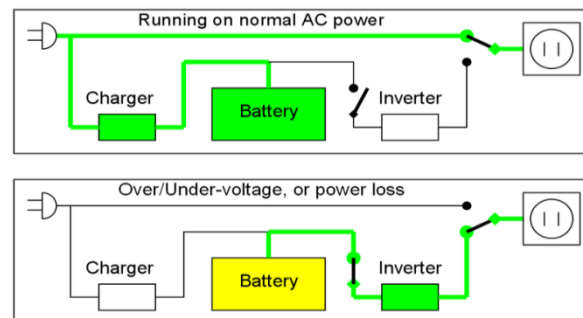 Running on normal AC power
Charger
Battery
Inverter
Over/Under-voltage, or power loss
Charger
Battery
Inverter